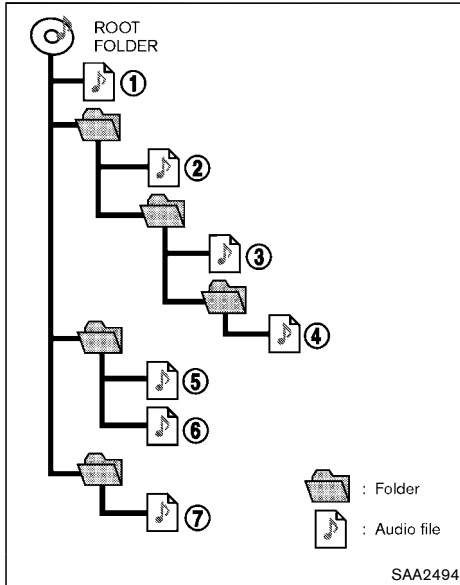 ROOT
FOLDER
①
②
③
④
⑤
⑥
⑦
: Folder
: Audio file
SAA2494